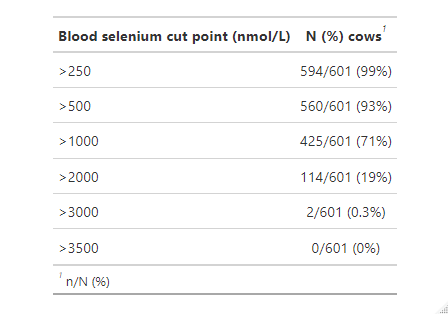 Blood selenium cut point (nmol/L) N (%) cows¹
>250 594/601 (99%)
>500 560/601 (93%)
>1000 425/601 (71%)
>2000 114/601 (19%)
>3000 2/601 (0.3%)
>3500 0/601 (0%)
¹ n/N (%)